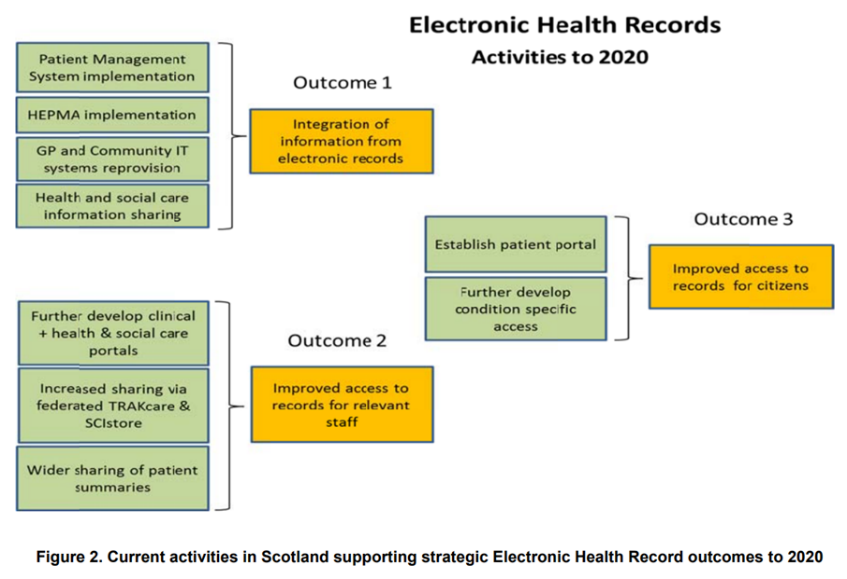 Electronic Health Records
Activities to 2020
Patient Management
System implementation
HEPMA implementation
GP and Community IT
systems reprovision
Health and social care
information sharing
Outcome 1
Integration of
information from
electronic records
Further develop clinical
+ health & social care
portals
Increased sharing via
federated TRAKcare &
SCIstore
Wider sharing of patient
summaries
Outcome 2
Improved access to
records for relevant
staff
Establish patient portal
Further develop
condition specific
access
Outcome 3
Improved access to
records for citizens
Figure 2. Current activities in Scotland supporting strategic Electronic Health Record outcomes to 2020